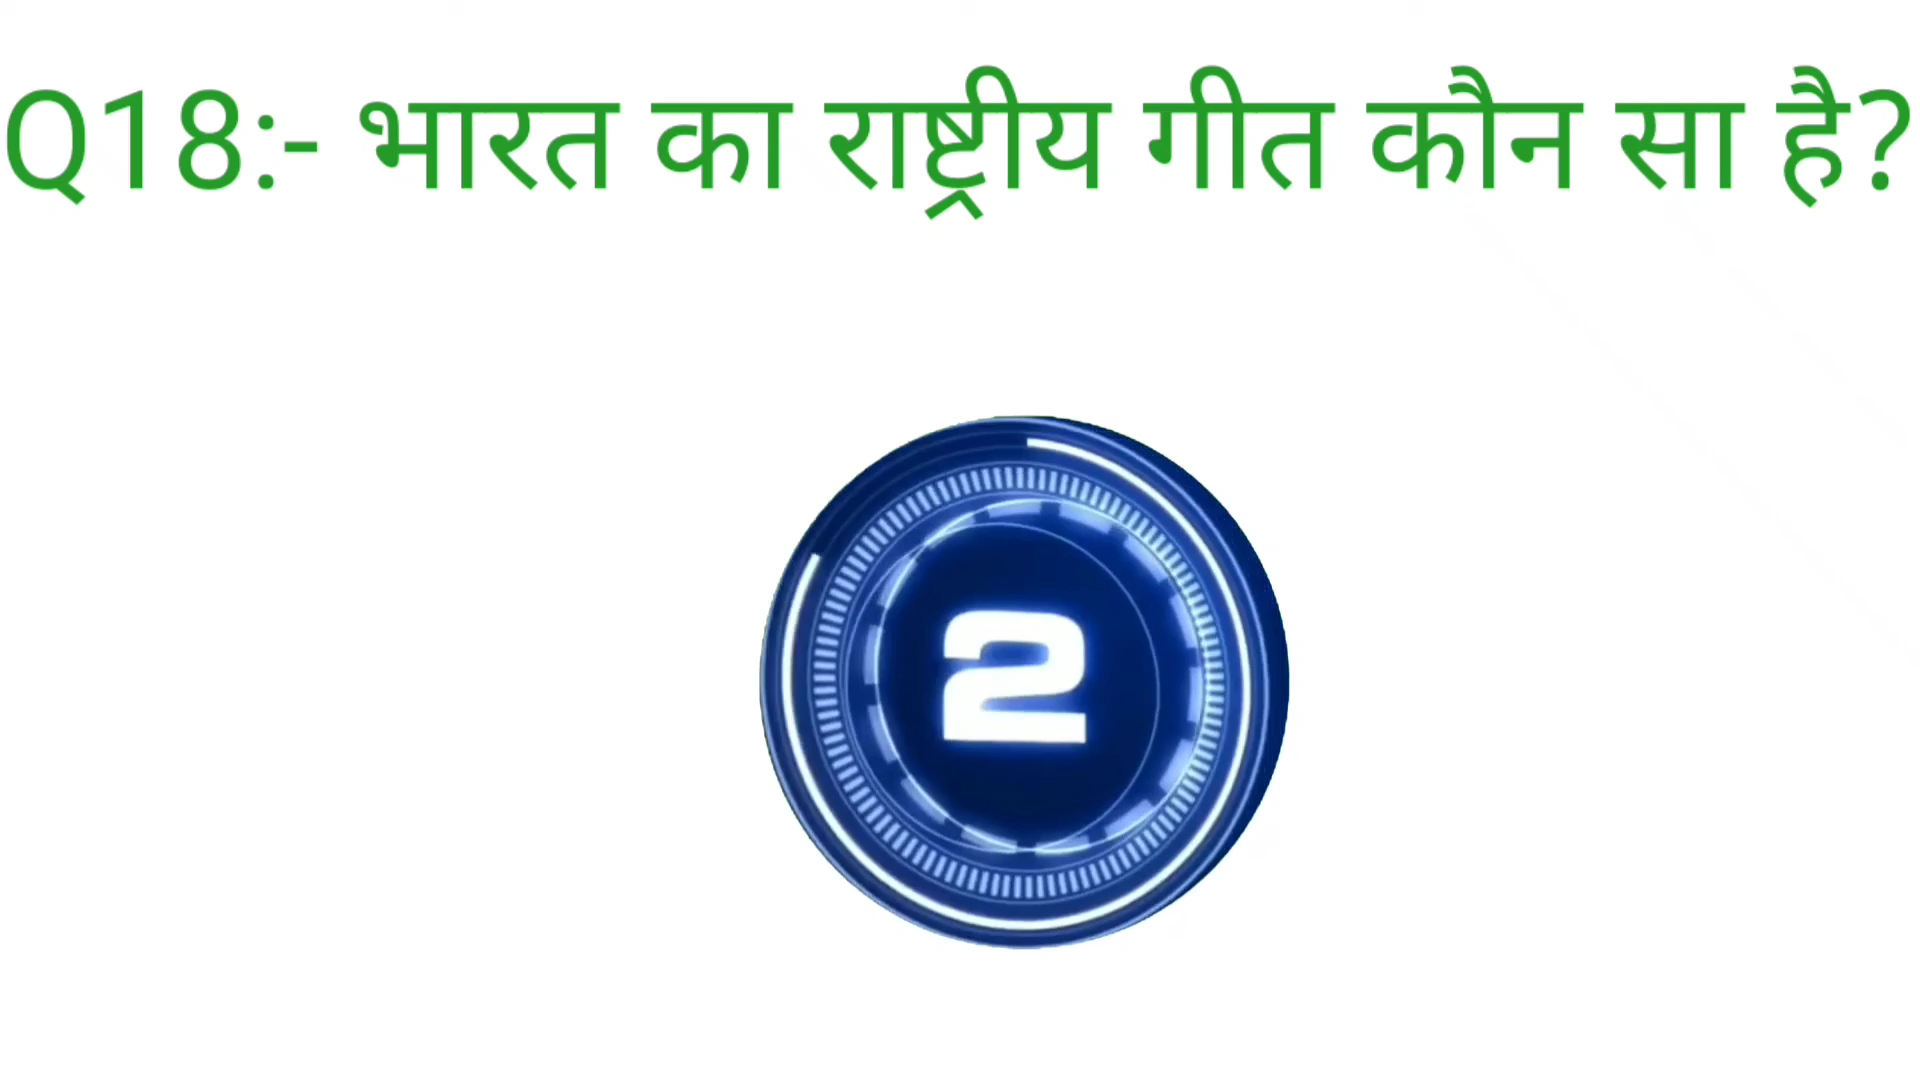 Q18:- भारत का राष्ट्रीय गीत कौन सा है?
2